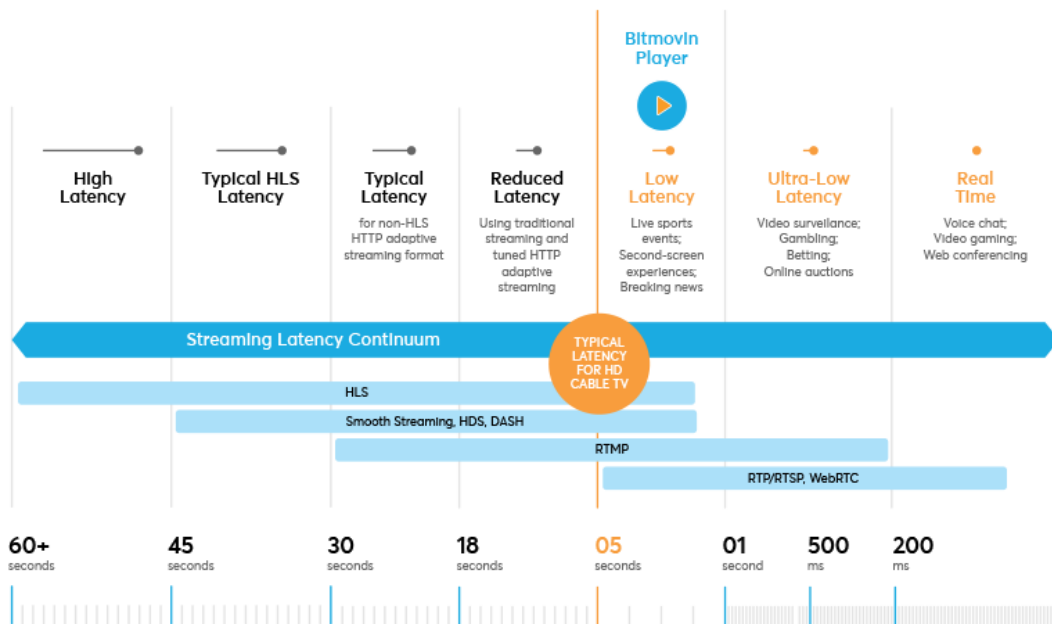 Bitmovin
Player
High
Latency
Typical HLS
Latency
Typical
Latency
for non-HLS
HTTP adaptive
streaming format
Reduced
Latency
Using traditional
streaming and
tuned HTTP
adaptive
streaming
Low
Latency
Live sports
events;
Second-screen
experiences;
Breaking news
Ultra-Low
Latency
Video surveilance;
Gambling;
Betting;
Online auctions
Real
Time
Voice chat;
Video gaming;
Web conferencing
Streaming Latency Continuum
TYPICAL
LATENCY
FOR HD
CABLE TV
HLS
Smooth Streaming, HDS, DASH
RTMP
RTP/RTSP, WebRTC
60+
seconds
45
seconds
30
seconds
18
seconds
05
seconds
01
second
500
ms
200
ms